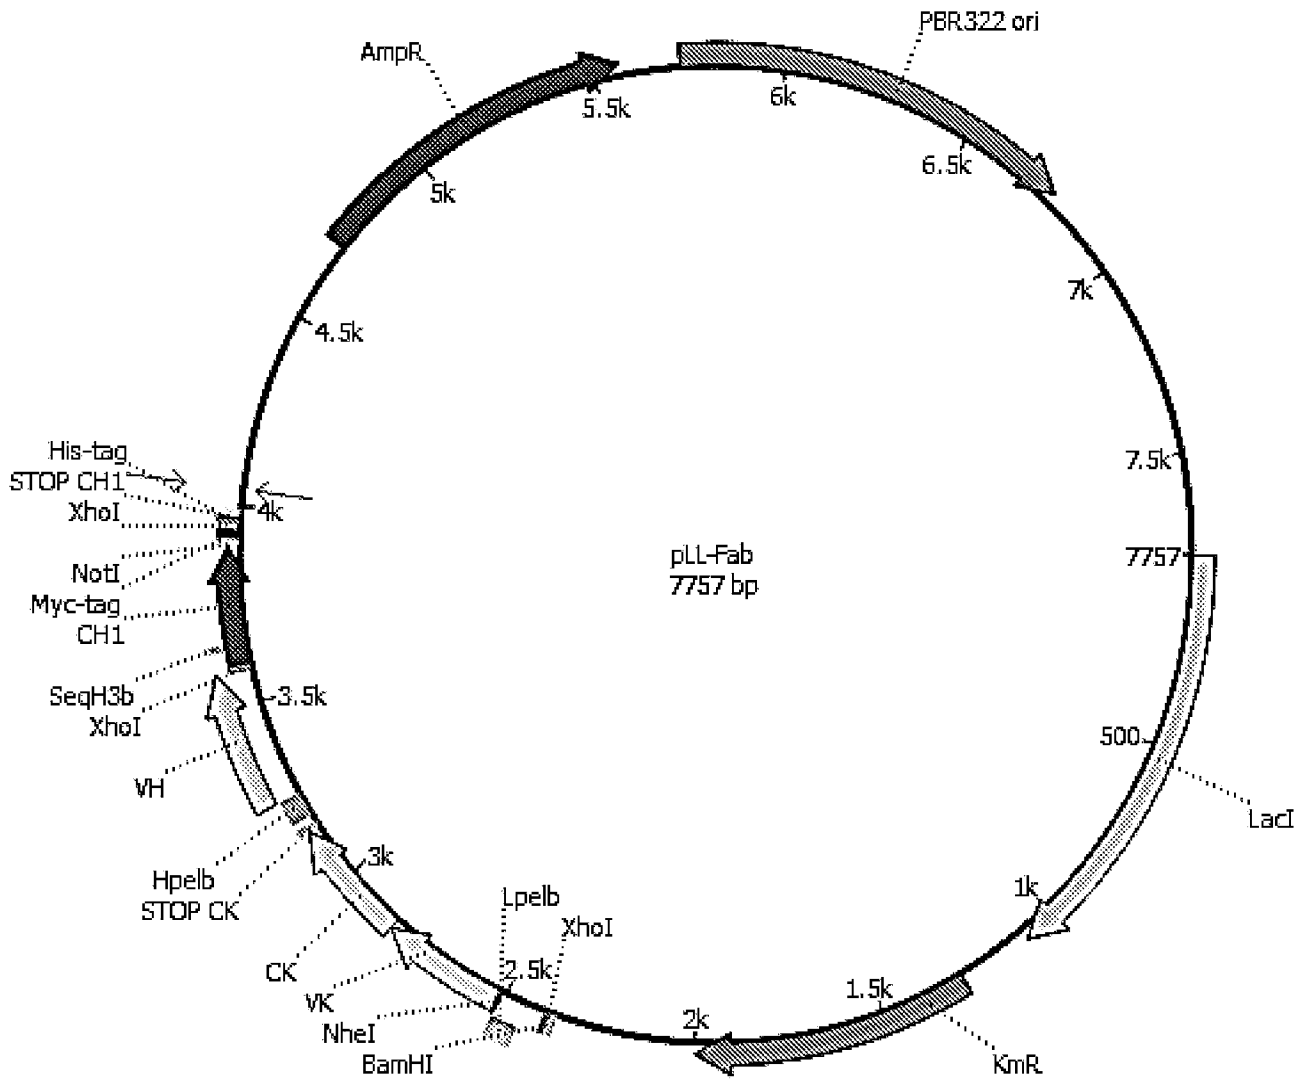 PBR322 ori
AmpR
6k
5.5k
6.5k
5k
7k
4.5k
His-tag
STOP CH1
XhoI
7.5k
4k
pLL-Fab
7757 bp
7757
NotI
Myc-tag
CH1
SeqH3b
XhoI
3.5k
500
VH
LacI
3k
Hpelb
STOP CK
1k
Lpelb
XhoI
CK
VK
2.5k
1.5k
2k
NheI
BamHI
KmR